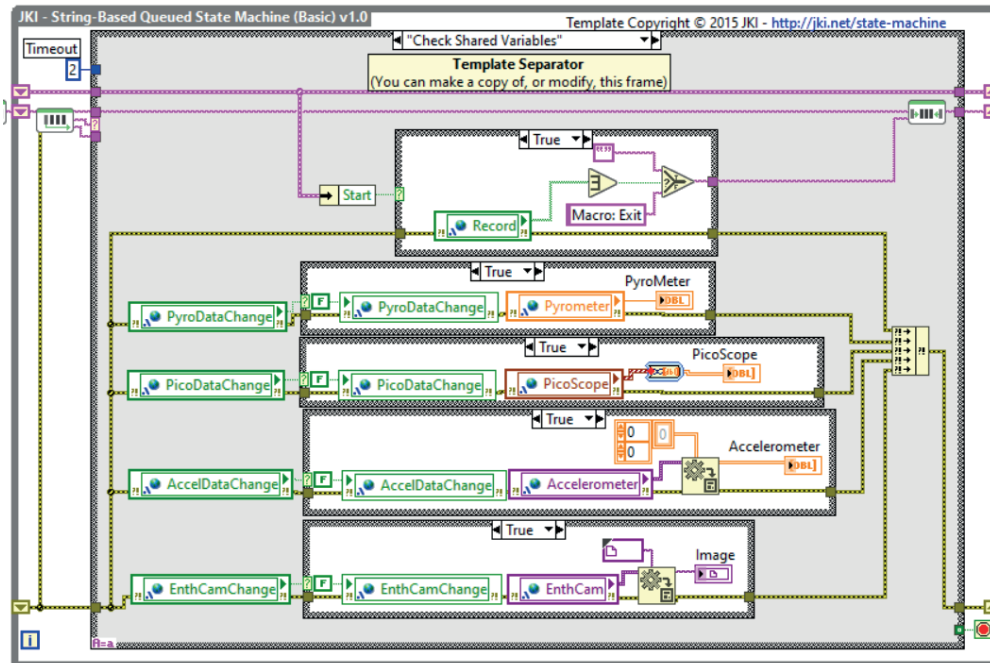 JKI - String-Based Queued State Machine (Basic) v1.0
Template Copyright © 2015 JKI - http://jki.net/state-machine
Timeout
2
"Check Shared Variables"
Template Separator
(You can make a copy of, or modify, this frame)
True
""
Start
Macro: Exit
Record
True
PyroMeter
PyroDataChange
F
PyroDataChange
Pyrometer
DBL
True
PicoScope
PicoDataChange
F
PicoDataChange
PicoScope
DBL]
True
0
0
0
Accelerometer
AccelDataChange
F
AccelDataChange
Accelerometer
DBL]
True
Image
EnthCamChange
F
EnthCamChange
EnthCam
i
A=a